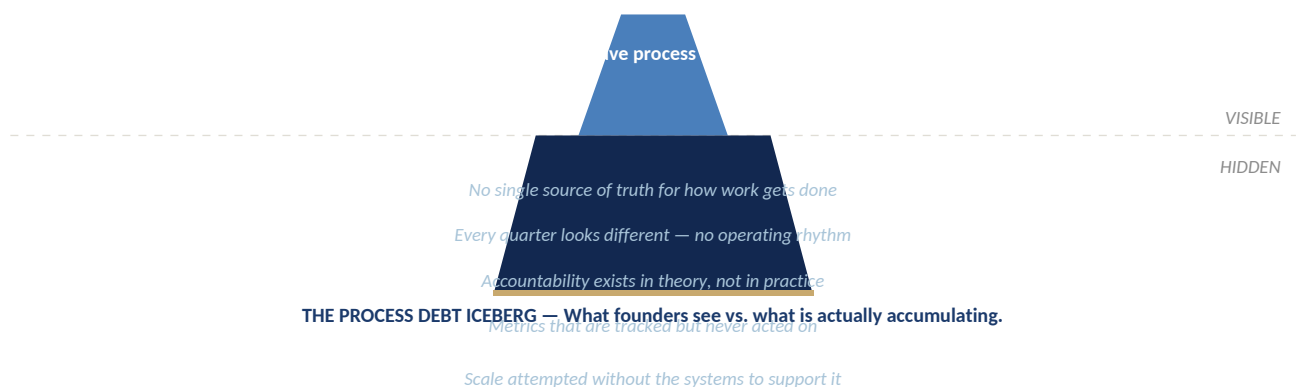 process
VISIBLE
HIDDEN
No single source of truth for how work gets done
Every quarter looks different — no operating rhythm
Accountability exists in theory, not in practice
THE PROCESS DEBT ICEBERG — What founders see vs. what is actually accumulating.
Metrics that are tracked but never acted on
Scale attempted without the systems to support it